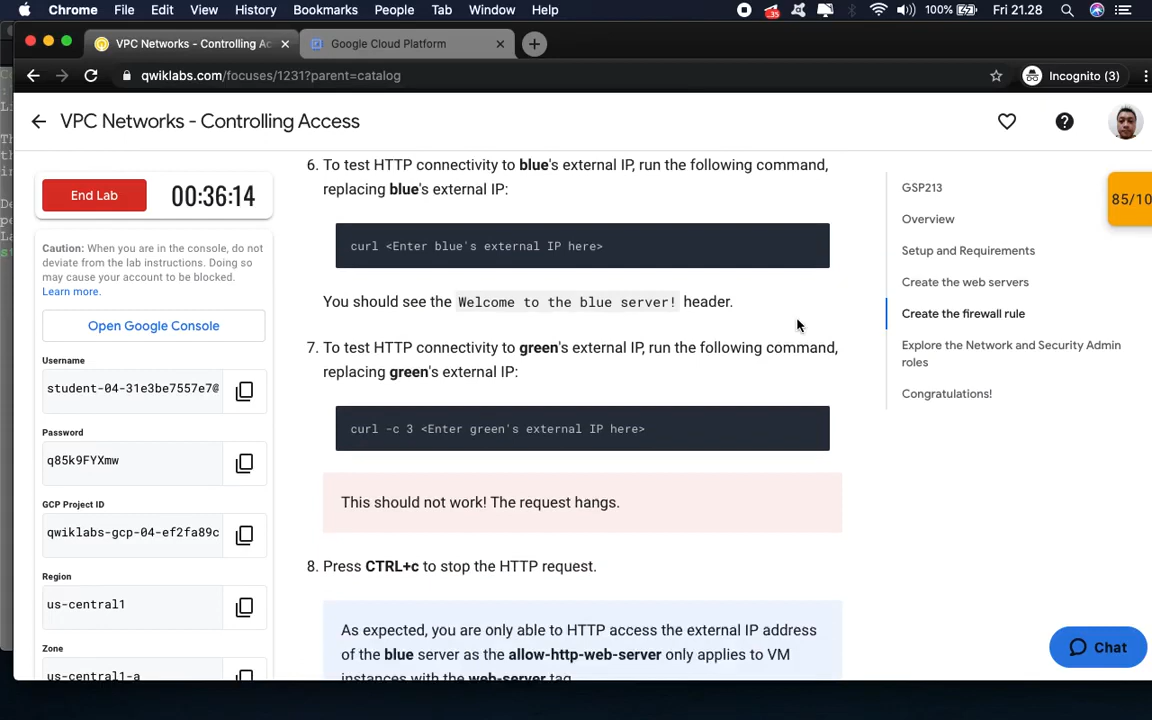 Chrome File Edit View History Bookmarks People Tab Window Help
35 100% Fri 21.28
VPC Networks - Controlling Ac
Google Cloud Platform
qwiklabs.com/focuses/1231?parent=catalog
Incognito (3)
VPC Networks - Controlling Access
End Lab 00:36:14
Caution: When you are in the console, do not
deviate from the lab instructions. Doing so
may cause your account to be blocked.
Learn more.
Open Google Console
Username
student-04-31e3be7557e7@
Password
q85k9FYXmw
GCP Project ID
qwiklabs-gcp-04-ef2fa89c
Region
us-central1
Zone
us-central1-a
6. To test HTTP connectivity to blue's external IP, run the following command,
replacing blue's external IP:
curl <Enter blue's external IP here>
You should see the Welcome to the blue server! header.
7. To test HTTP connectivity to green's external IP, run the following command,
replacing green's external IP:
curl -c 3 <Enter green's external IP here>
This should not work! The request hangs.
8. Press CTRL+c to stop the HTTP request.
As expected, you are only able to HTTP access the external IP address
of the blue server as the allow-http-web-server only applies to VM
instances with the web-server tag
GSP213
Overview
Setup and Requirements
Create the web servers
Create the firewall rule
Explore the Network and Security Admin
roles
Congratulations!
85/10
Chat